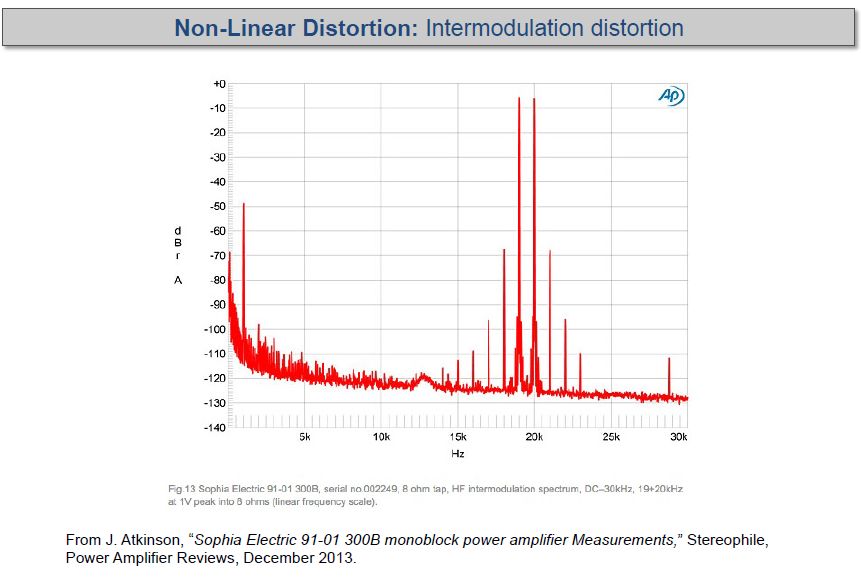 Non-Linear Distortion: Intermodulation distortion
Ap
+0
-10
-20
-30
-40
-50
-60
-70
-80
-90
-100
-110
-120
-130
-140
d
B
r
A
5k
10k
15k
20k
25k
30k
Hz
Fig.13 Sophia Electric 91-01 300B, serial no.002249, 8 ohm tap, HF intermodulation spectrum, DC–30kHz, 19+20kHz
at 1V peak into 8 ohms (linear frequency scale).
From J. Atkinson, “Sophia Electric 91-01 300B monoblock power amplifier Measurements,” Stereophile,
Power Amplifier Reviews, December 2013.